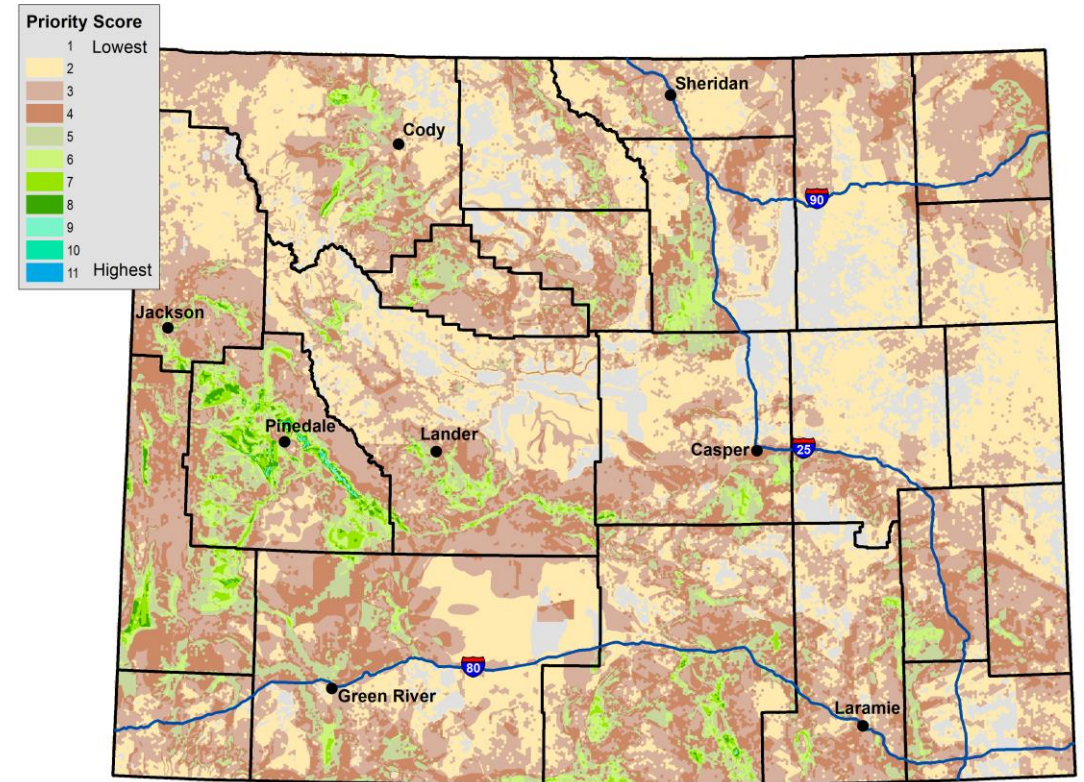 Priority Score
1 Lowest
2
3
4
5
6
7
8
9
10
11 Highest
Sheridan
Cody
90
Jackson
Pinedale
Lander
Casper
25
80
Green River
Laramie